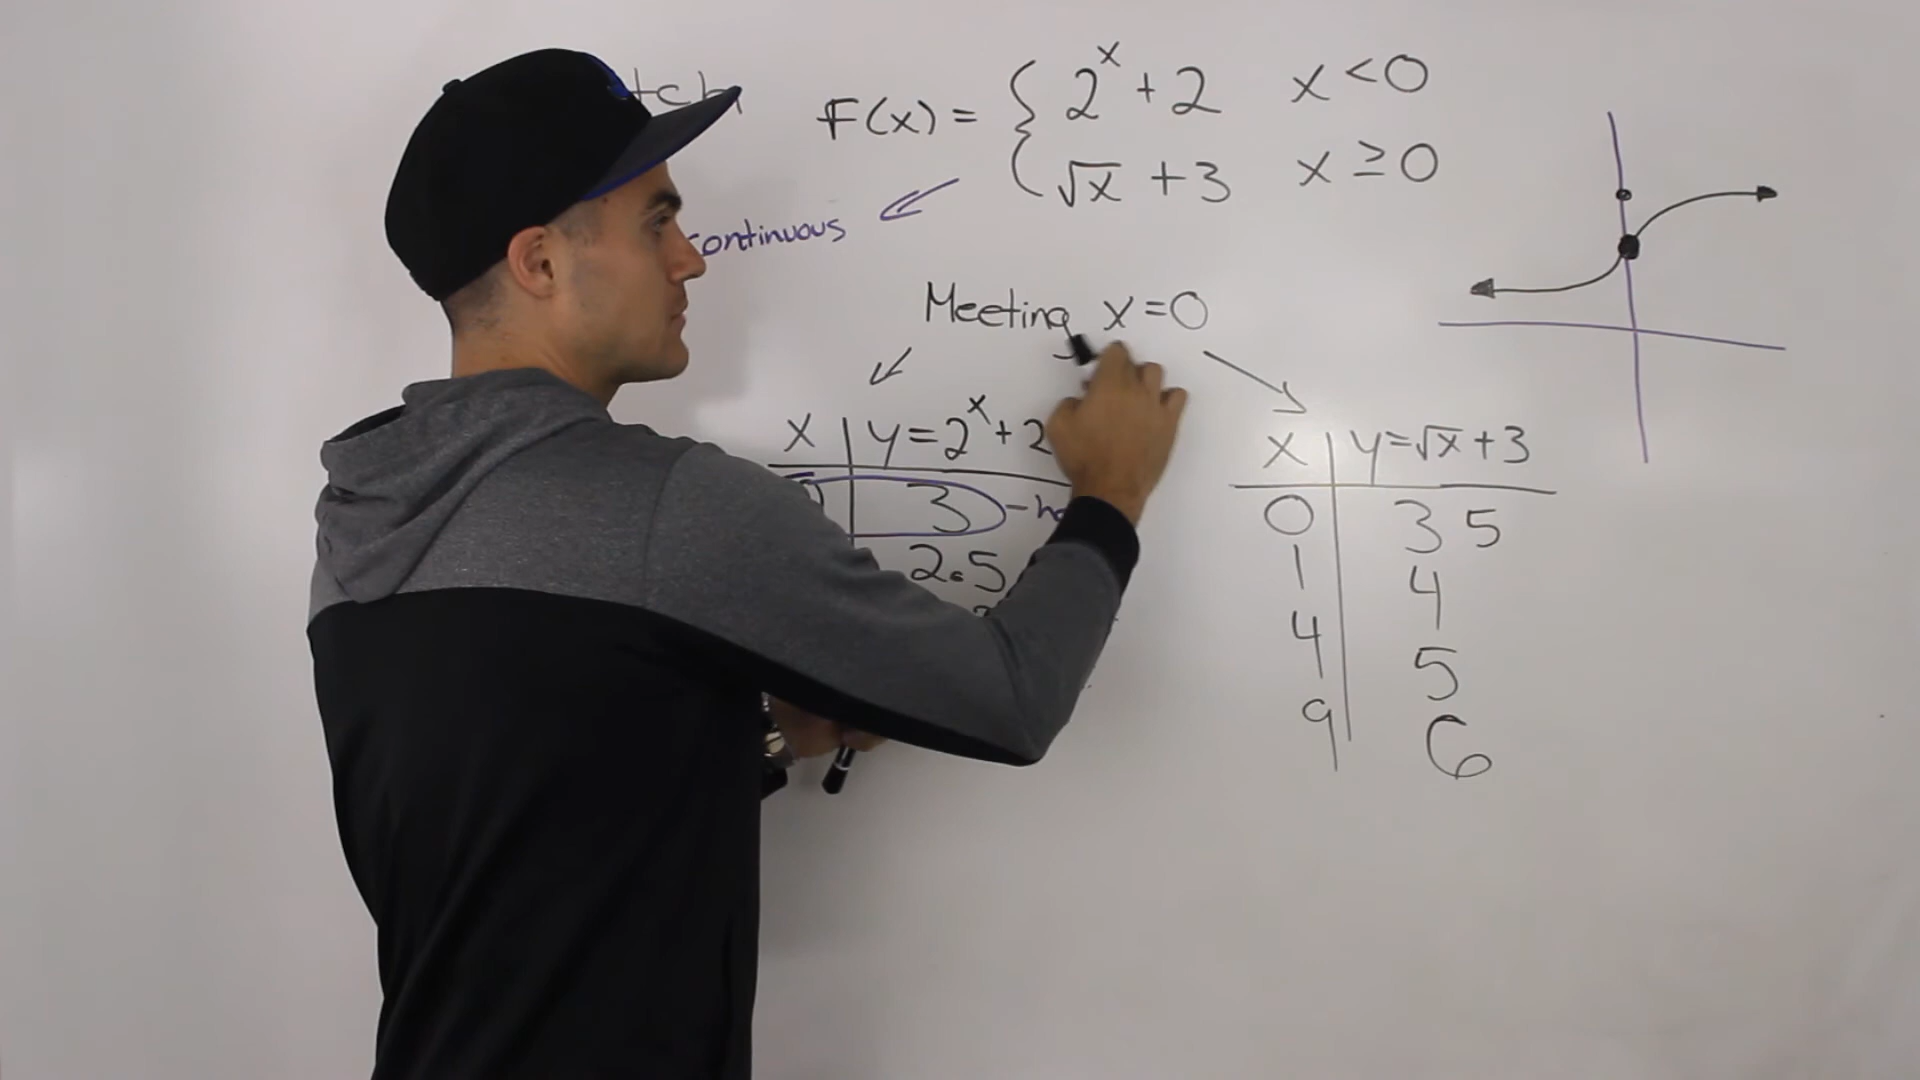 F(x) = { 2^x + 2 x < 0
√x + 3 x ≥ 0
continuous
Meeting x = 0
x | y = 2^x + 2
3
2.5
x | y = √x + 3
0 | 3 5
1 | 4
4 | 5
9 | 6